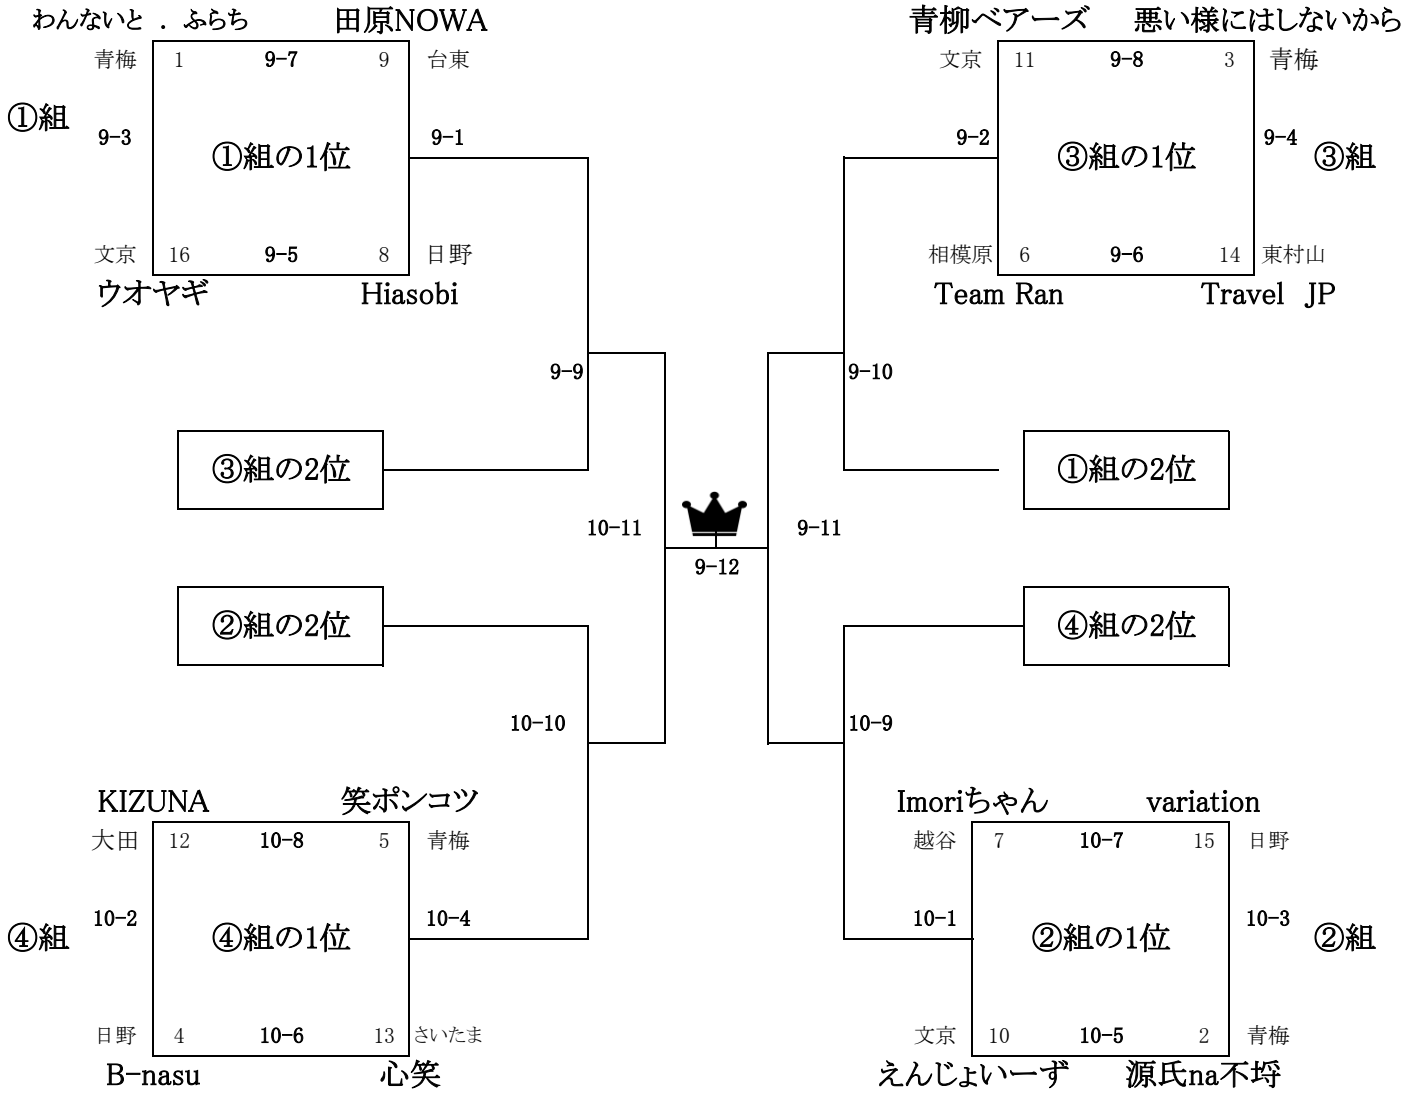 わんないと . ふらち 田原NOWA 青柳ベアーズ 悪い様にはしないから
青梅 1 9-7 9 台東 文京 11 9-8 3 青梅
①組 9-3 ①組の1位 9-1 9-2 ③組の1位 9-4 ③組
文京 16 9-5 8 日野 相模原 6 9-6 14 東村山
ウオヤギ Hiasobi Team Ran Travel JP
9-9 9-10
③組の2位 ①組の2位
10-11 9-11
9-12
②組の2位 ④組の2位
10-10 10-9
KIZUNA 笑ポンコツ Imoriちゃん variation
大田 12 10-8 5 青梅 越谷 7 10-7 15 日野
④組 10-2 ④組の1位 10-4 10-1 ②組の1位 10-3 ②組
日野 4 10-6 13 さいたま 文京 10 10-5 2 青梅
B-nasu 心笑 えんじょいーず 源氏na不埒